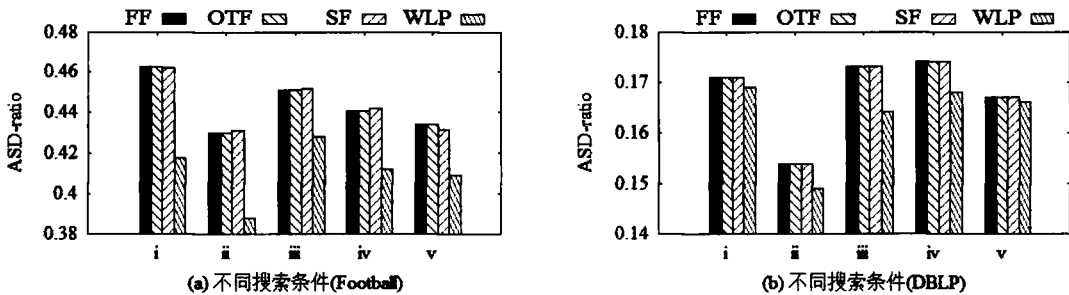 FF OTF SF WLP
0.48
0.46
0.44
0.42
0.4
0.38
ASD-ratio
i ii iii iv v
(a) 不同搜索条件(Football)
FF OTF SF WLP
0.18
0.17
0.16
0.15
0.14
ASD-ratio
i ii iii iv v
(b) 不同搜索条件(DBLP)